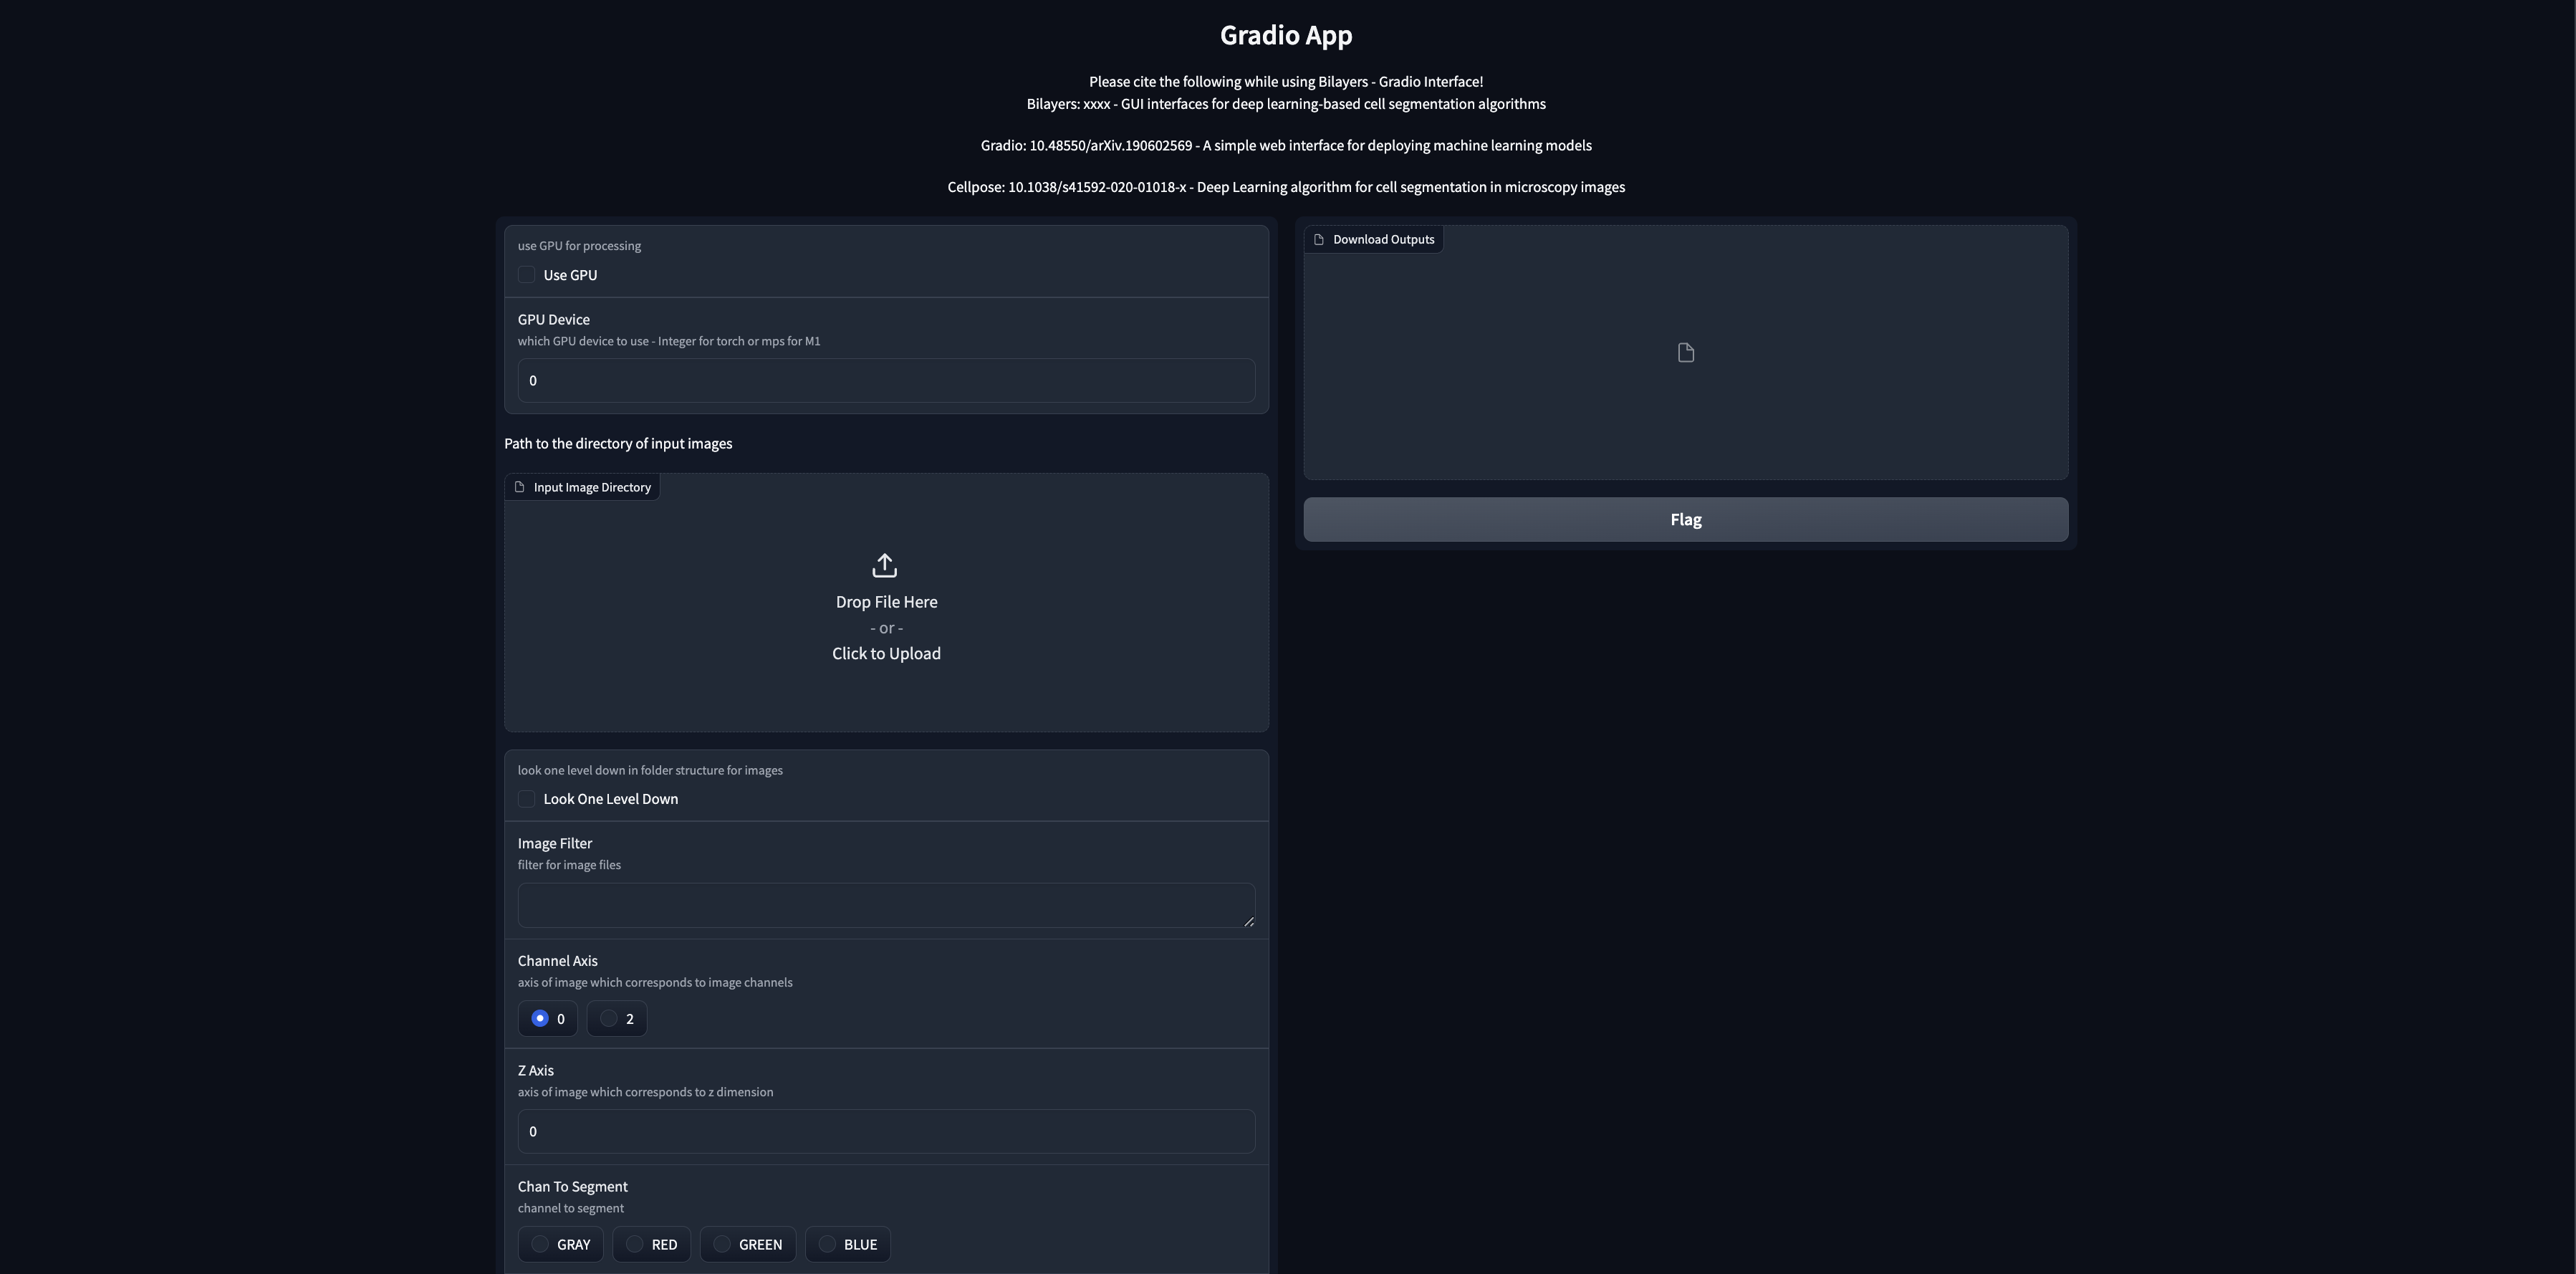 Gradio App
Please cite the following while using Bilayers - Gradio Interface!
Bilayers: xxxx - GUI interfaces for deep learning-based cell segmentation algorithms
Gradio: 10.48550/arXiv.190602569 - A simple web interface for deploying machine learning models
Cellpose: 10.1038/s41592-020-01018-x - Deep Learning algorithm for cell segmentation in microscopy images
use GPU for processing
Use GPU
GPU Device
which GPU device to use - Integer for torch or mps for M1
0
Path to the directory of input images
Input Image Directory
Drop File Here
- or -
Click to Upload
look one level down in folder structure for images
Look One Level Down
Image Filter
filter for image files
Channel Axis
axis of image which corresponds to image channels
0 2
Z Axis
axis of image which corresponds to z dimension
0
Chan To Segment
channel to segment
GRAY RED GREEN BLUE
Download Outputs
Flag